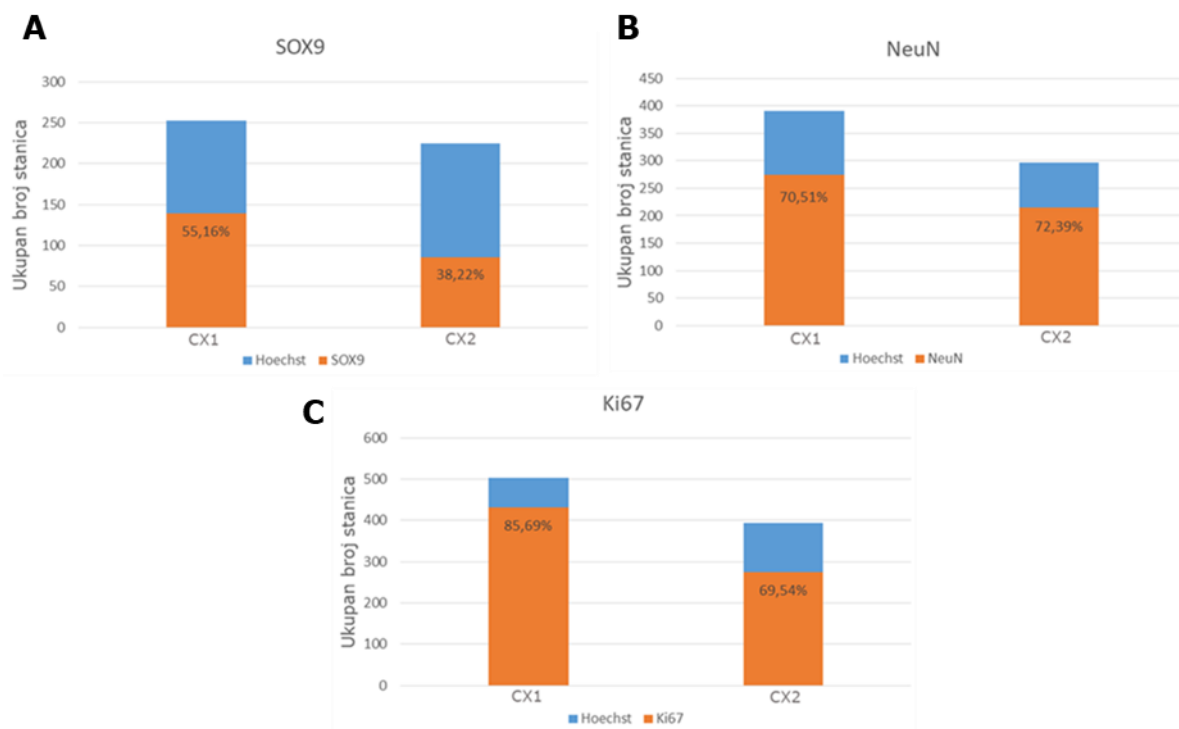 A
SOX9
Ukupan broj stanica
300
250
200
150
100
50
0
55,16%
38,22%
CX1 CX2
Hoechst SOX9
B
NeuN
Ukupan broj stanica
450
400
350
300
250
200
150
100
50
0
70,51%
72,39%
CX1 CX2
Hoechst NeuN
C
Ki67
Ukupan broj stanica
600
500
400
300
200
100
0
85,69%
69,54%
CX1 CX2
Hoechst Ki67